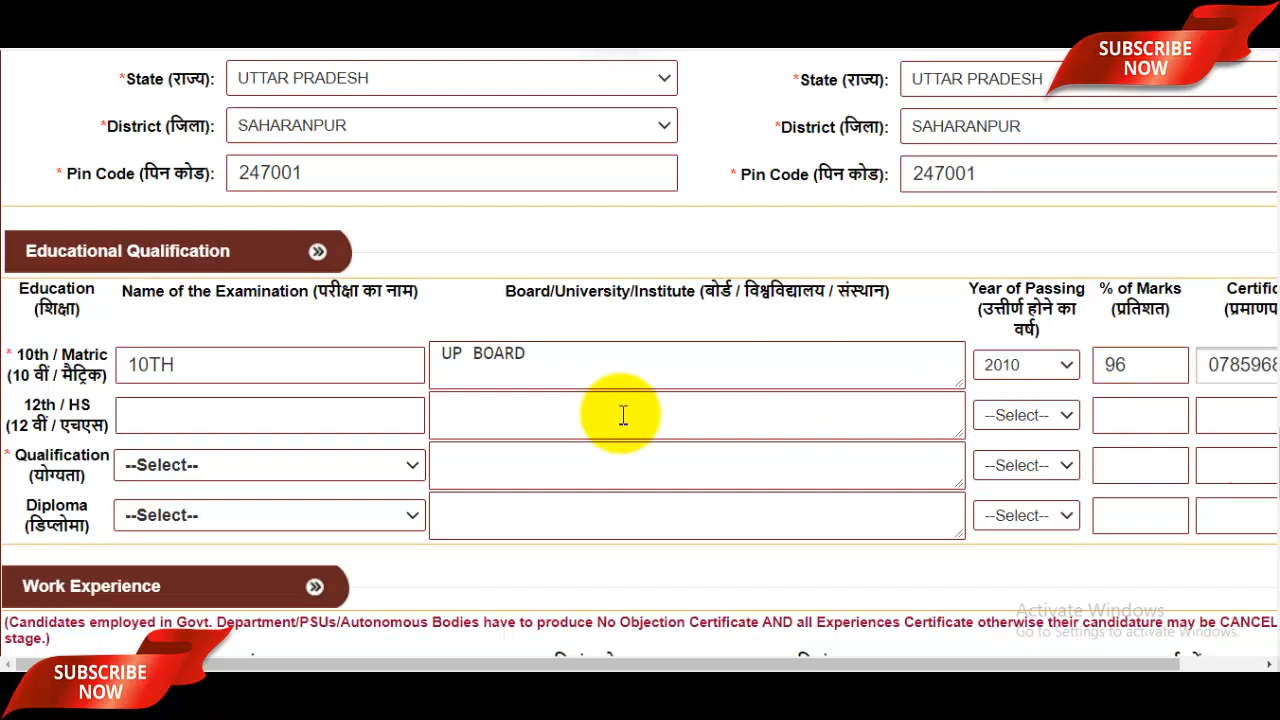 SUBSCRIBE
NOW
*State (राज्य): UTTAR PRADESH *State (राज्य): UTTAR PRADESH
*District (जिला): SAHARANPUR *District (जिला): SAHARANPUR
* Pin Code (पिन कोड): 247001 * Pin Code (पिन कोड): 247001
Educational Qualification
Education Name of the Examination (परीक्षा का नाम) Board/University/Institute (बोर्ड / विश्वविद्यालय / संस्थान) Year of Passing % of Marks Certific
(शिक्षा) (उत्तीर्ण होने का (प्रतिशत) (प्रमाणप
वर्ष)
* 10th / Matric 10TH UP BOARD 2010 96 0785968
(10 वीं / मैट्रिक)
12th / HS --Select--
(12 वीं / एचएस)
* Qualification --Select-- --Select--
(योग्यता)
Diploma --Select-- --Select--
(डिप्लोमा)
Work Experience
(Candidates employed in Govt. Department/PSUs/Autonomous Bodies have to produce No Objection Certificate AND all Experiences Certificate otherwise their candidature may be CANCEL
stage.)
Activate Windows
Go to Settings to activate Windows.
SUBSCRIBE
NOW